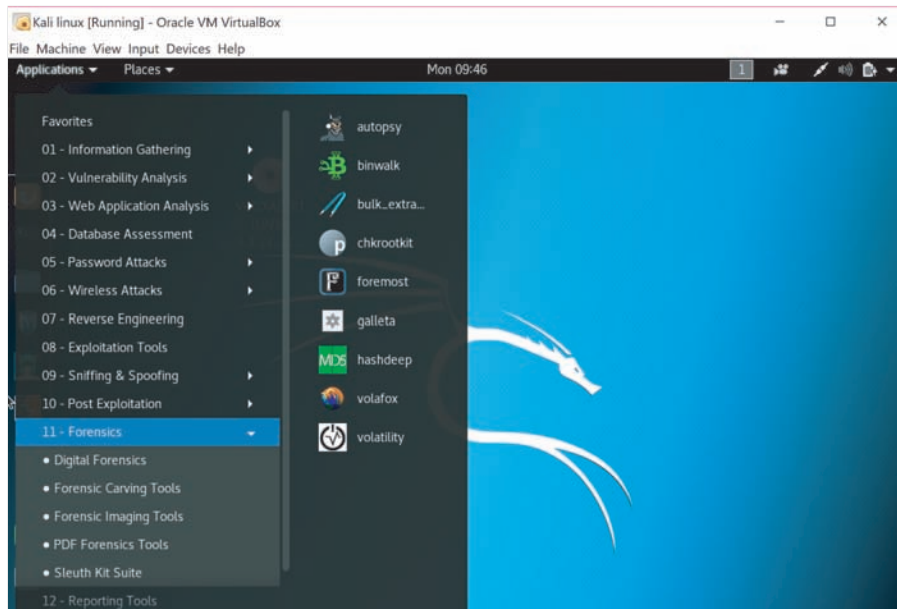 Kali linux [Running] - Oracle VM VirtualBox
File Machine View Input Devices Help
Applications Places Mon 09:46 1
Favorites
01 - Information Gathering
02 - Vulnerability Analysis
03 - Web Application Analysis
04 - Database Assessment
05 - Password Attacks
06 - Wireless Attacks
07 - Reverse Engineering
08 - Exploitation Tools
09 - Sniffing & Spoofing
10 - Post Exploitation
11 - Forensics
• Digital Forensics
• Forensic Carving Tools
• Forensic Imaging Tools
• PDF Forensics Tools
• Sleuth Kit Suite
12 - Reporting Tools
autopsy
binwalk
bulk_extra...
chkrootkit
foremost
galleta
MD5 hashdeep
volafox
volatility